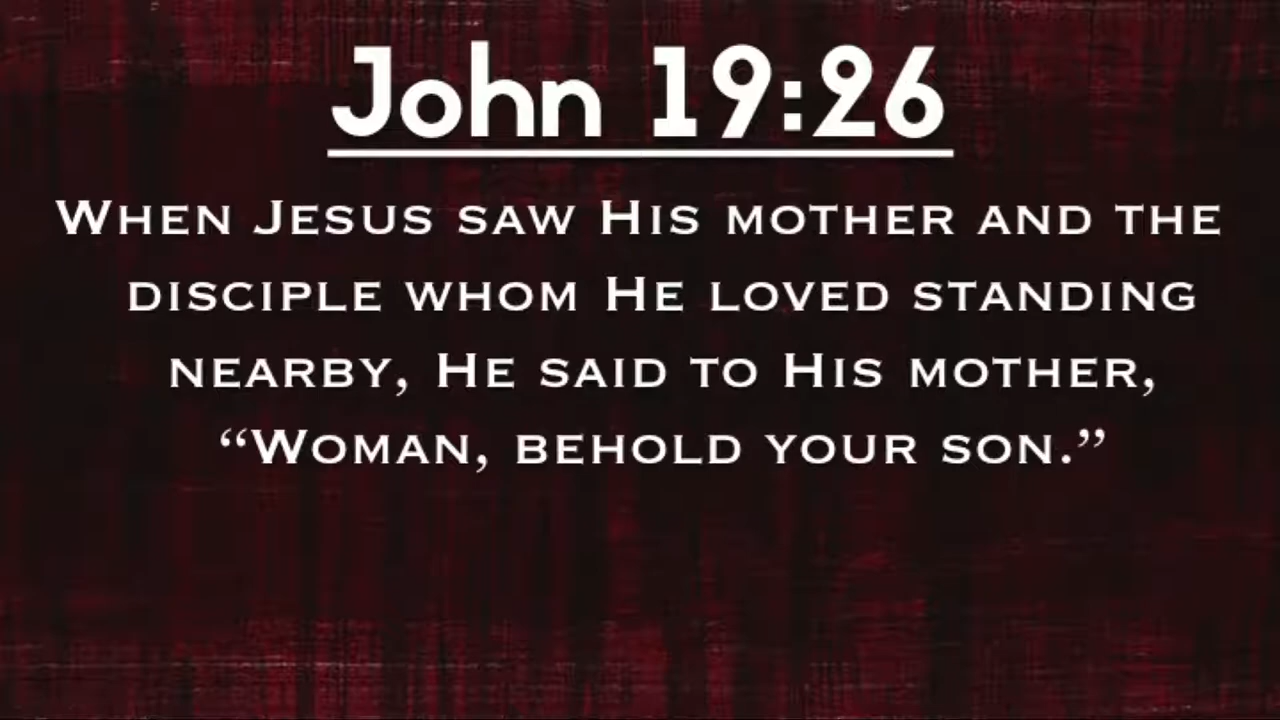 John 19:26
When Jesus saw His mother and the
disciple whom He loved standing
nearby, He said to His mother,
“Woman, behold your son.”